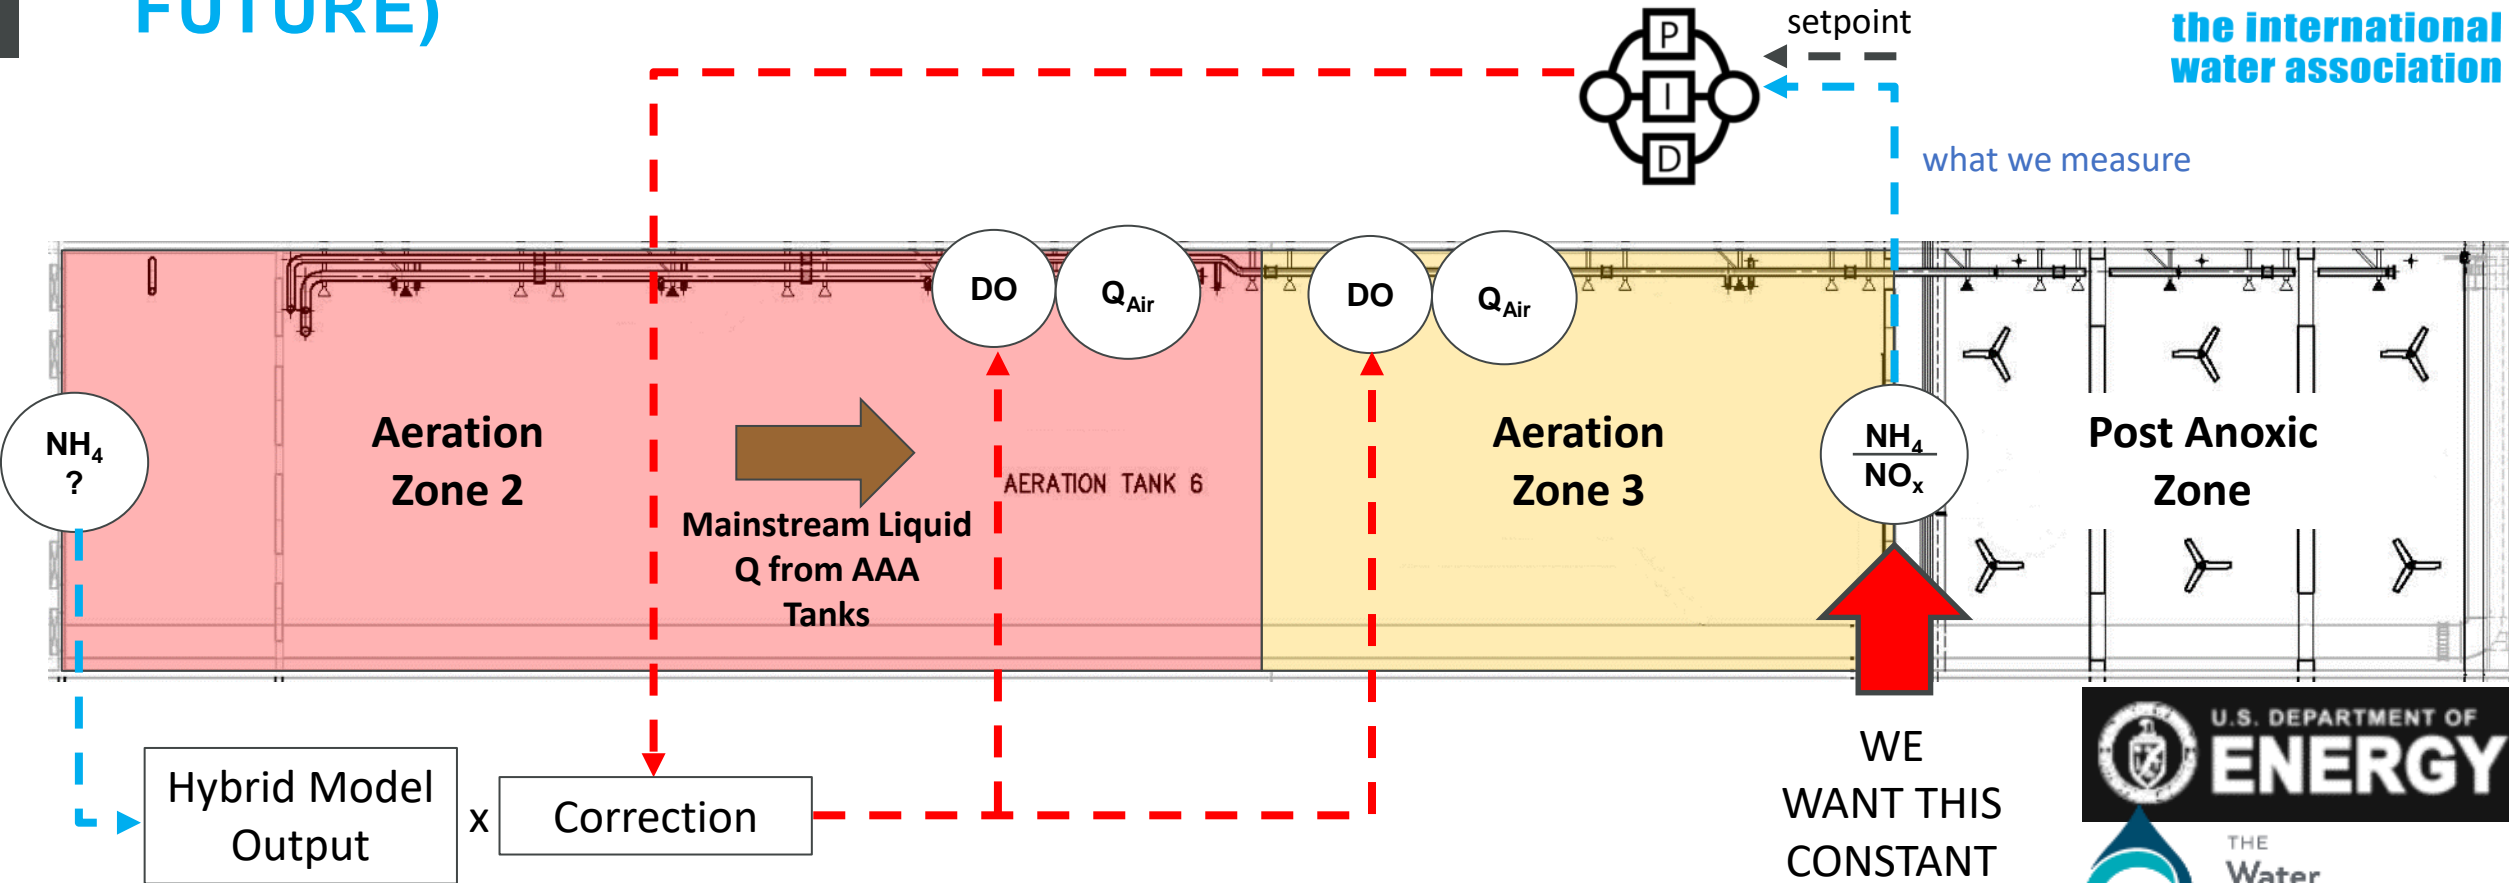 FUTURE)
setpoint
the international
water association
P
I
D
what we measure
DO
Q_Air
DO
Q_Air
NH4
?
Aeration
Zone 2
AERATION TANK 6
Mainstream Liquid
Q from AAA
Tanks
Aeration
Zone 3
NH4
NOx
Post Anoxic
Zone
Hybrid Model
Output
x
Correction
WE
WANT THIS
CONSTANT
U.S. DEPARTMENT OF
ENERGY
THE
Water